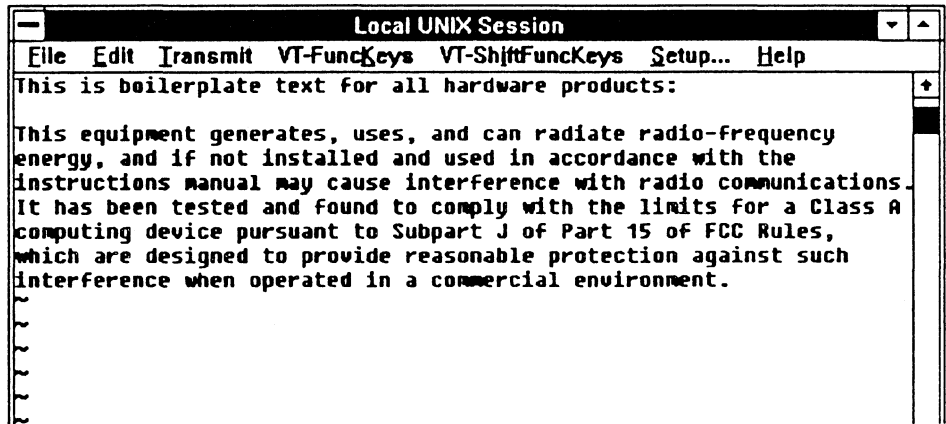 Local UNIX Session
File Edit Transmit VT-FuncKeys VT-ShiftFuncKeys Setup... Help
This is boilerplate text for all hardware products:
This equipment generates, uses, and can radiate radio-frequency
energy, and if not installed and used in accordance with the
instructions manual may cause interference with radio communications.
It has been tested and found to comply with the limits for a Class A
computing device pursuant to Subpart J of Part 15 of FCC Rules,
which are designed to provide reasonable protection against such
interference when operated in a commercial environment.
~
~
~
~
~
~